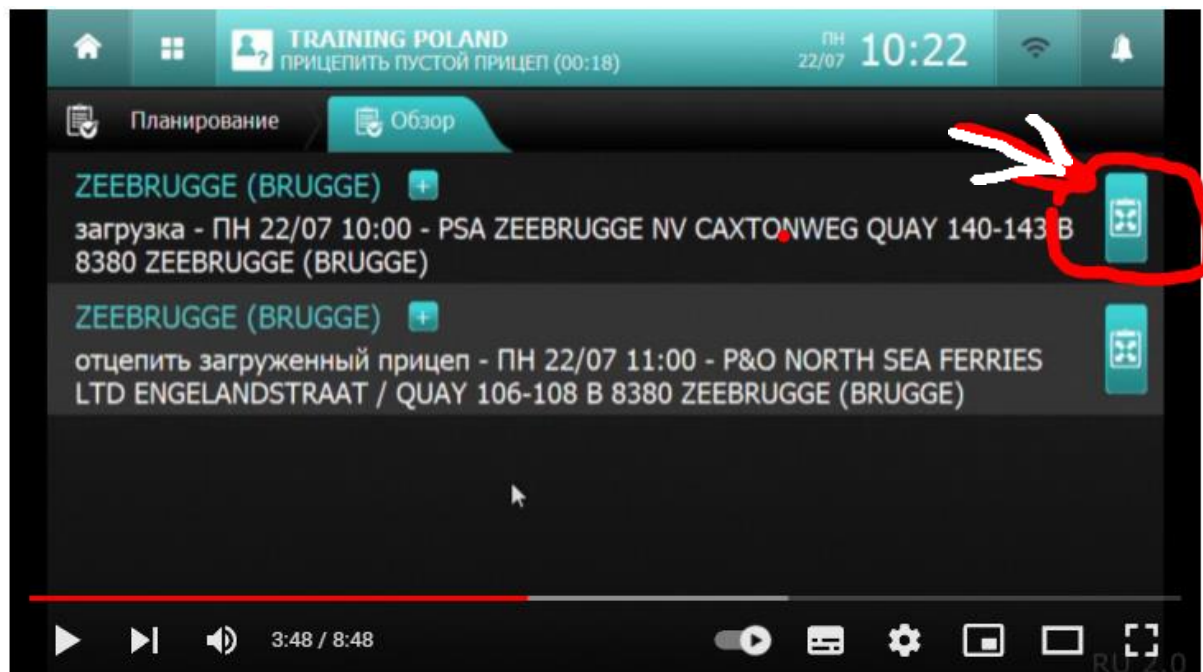 TRAINING POLAND
ПРИЦЕПИТЬ ПУСТОЙ ПРИЦЕП (00:18)
ПН
22/07
10:22
Планирование
Обзор
ZEEBRUGGE (BRUGGE) +
загрузка - ПН 22/07 10:00 - PSA ZEEBRUGGE NV CAXTONWEG QUAY 140-143 B
8380 ZEEBRUGGE (BRUGGE)
ZEEBRUGGE (BRUGGE) +
отцепить загруженный прицеп - ПН 22/07 11:00 - P&O NORTH SEA FERRIES
LTD ENGELANDSTRAAT / QUAY 106-108 B 8380 ZEEBRUGGE (BRUGGE)
3:48 / 8:48